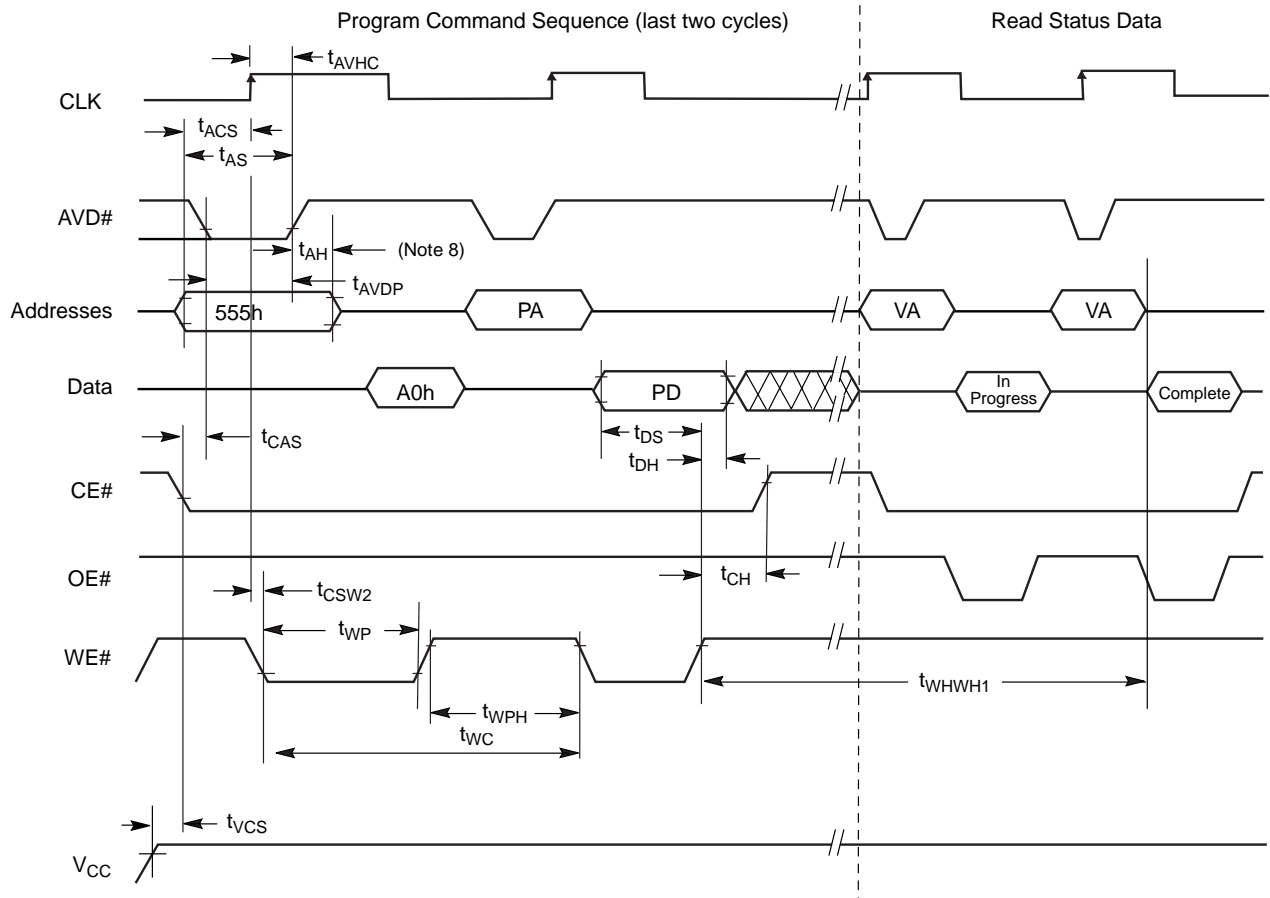 Program Command Sequence (last two cycles)
Read Status Data
tAVHC
CLK
tACS
tAS
AVD#
tAH
(Note 8)
tAVDP
Addresses
555h
PA
VA
VA
Data
A0h
PD
In
Progress
Complete
tCAS
tDS
tDH
CE#
OE#
tCH
tCSW2
tWP
WE#
tWHWH1
tWPH
tWC
tVCS
VCC